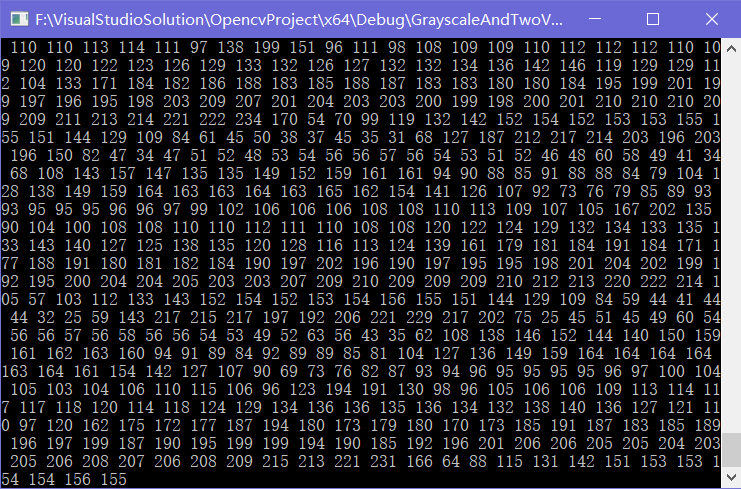 F:\VisualStudioSolution\OpencvProject\x64\Debug\GrayscaleAndTwoV...
110 110 113 114 111 97 138 199 151 96 111 98 108 109 109 110 112 112 112 110 10
9 120 120 122 123 126 129 133 132 126 127 132 132 134 136 142 146 119 129 129 11
2 104 133 171 184 182 186 188 183 185 188 187 183 183 180 180 184 195 199 201 19
9 197 196 195 198 203 209 207 201 204 203 203 200 199 198 200 201 210 210 210 20
9 209 211 213 214 221 222 234 170 54 70 99 119 132 142 152 154 152 153 153 155 1
55 151 144 129 109 84 61 45 50 38 37 45 35 31 68 127 187 212 217 214 203 196 203
196 150 82 47 34 47 51 52 48 53 54 56 56 57 56 54 53 51 52 46 48 60 58 49 41 34
68 108 143 157 147 135 135 149 152 159 161 161 94 90 88 85 91 88 88 84 79 104 1
28 138 149 159 164 163 163 164 163 165 162 154 141 126 107 92 73 76 79 85 89 93
93 95 95 95 96 96 97 99 102 106 106 106 108 108 110 113 109 107 105 167 202 135
90 104 100 108 108 110 110 112 111 110 108 108 120 122 124 129 132 134 133 135 1
33 143 140 127 125 138 135 120 128 116 113 124 139 161 179 181 184 191 184 171 1
77 188 191 180 181 182 184 190 197 202 196 190 190 197 195 195 198 201 204 202 199 1
92 195 200 204 204 205 203 203 207 209 210 209 209 209 210 212 213 220 222 214 1
05 57 103 112 133 143 152 154 152 153 154 156 155 151 144 129 109 84 59 44 41 44
44 32 25 59 143 217 215 217 197 192 206 221 229 217 202 75 25 45 51 45 49 60 54
56 56 57 56 58 56 56 54 53 49 52 63 56 43 35 62 108 138 146 152 144 140 150 159
161 162 163 160 94 91 89 84 92 89 89 85 81 104 127 136 149 159 164 164 164 164
163 164 161 154 142 127 107 90 69 73 76 82 87 93 94 96 95 95 95 95 96 97 100 104
105 103 104 106 110 115 106 96 123 194 191 130 98 96 105 106 106 109 113 114 11
7 117 118 120 114 118 124 129 134 136 136 135 136 134 132 138 140 136 127 121 11
0 97 120 162 175 172 177 187 194 180 173 179 180 170 173 185 191 187 183 185 189
196 197 199 187 190 195 199 199 194 190 185 192 196 201 206 206 205 205 204 203
205 206 208 207 206 208 209 215 213 221 231 166 64 88 115 131 142 151 153 153 1
54 154 156 155